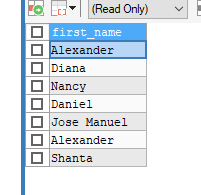 (Read Only)
first_name
Alexander
Diana
Nancy
Daniel
Jose Manuel
Alexander
Shanta